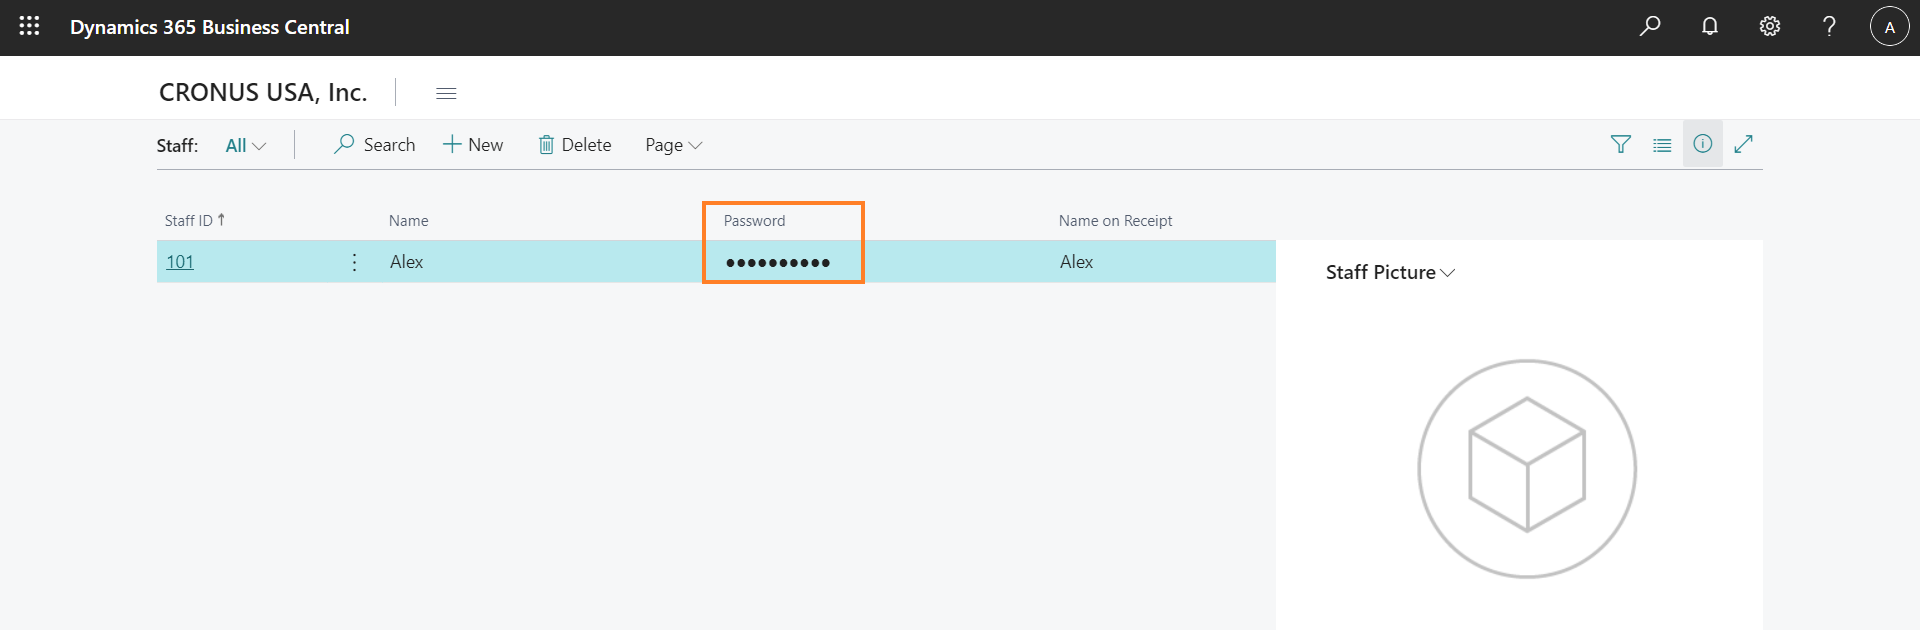 Dynamics 365 Business Central
A
CRONUS USA, Inc.
Staff: All Search New Delete Page
Staff ID ↑ Name Password Name on Receipt
101 Alex ●●●●●●●●●● Alex
Staff Picture